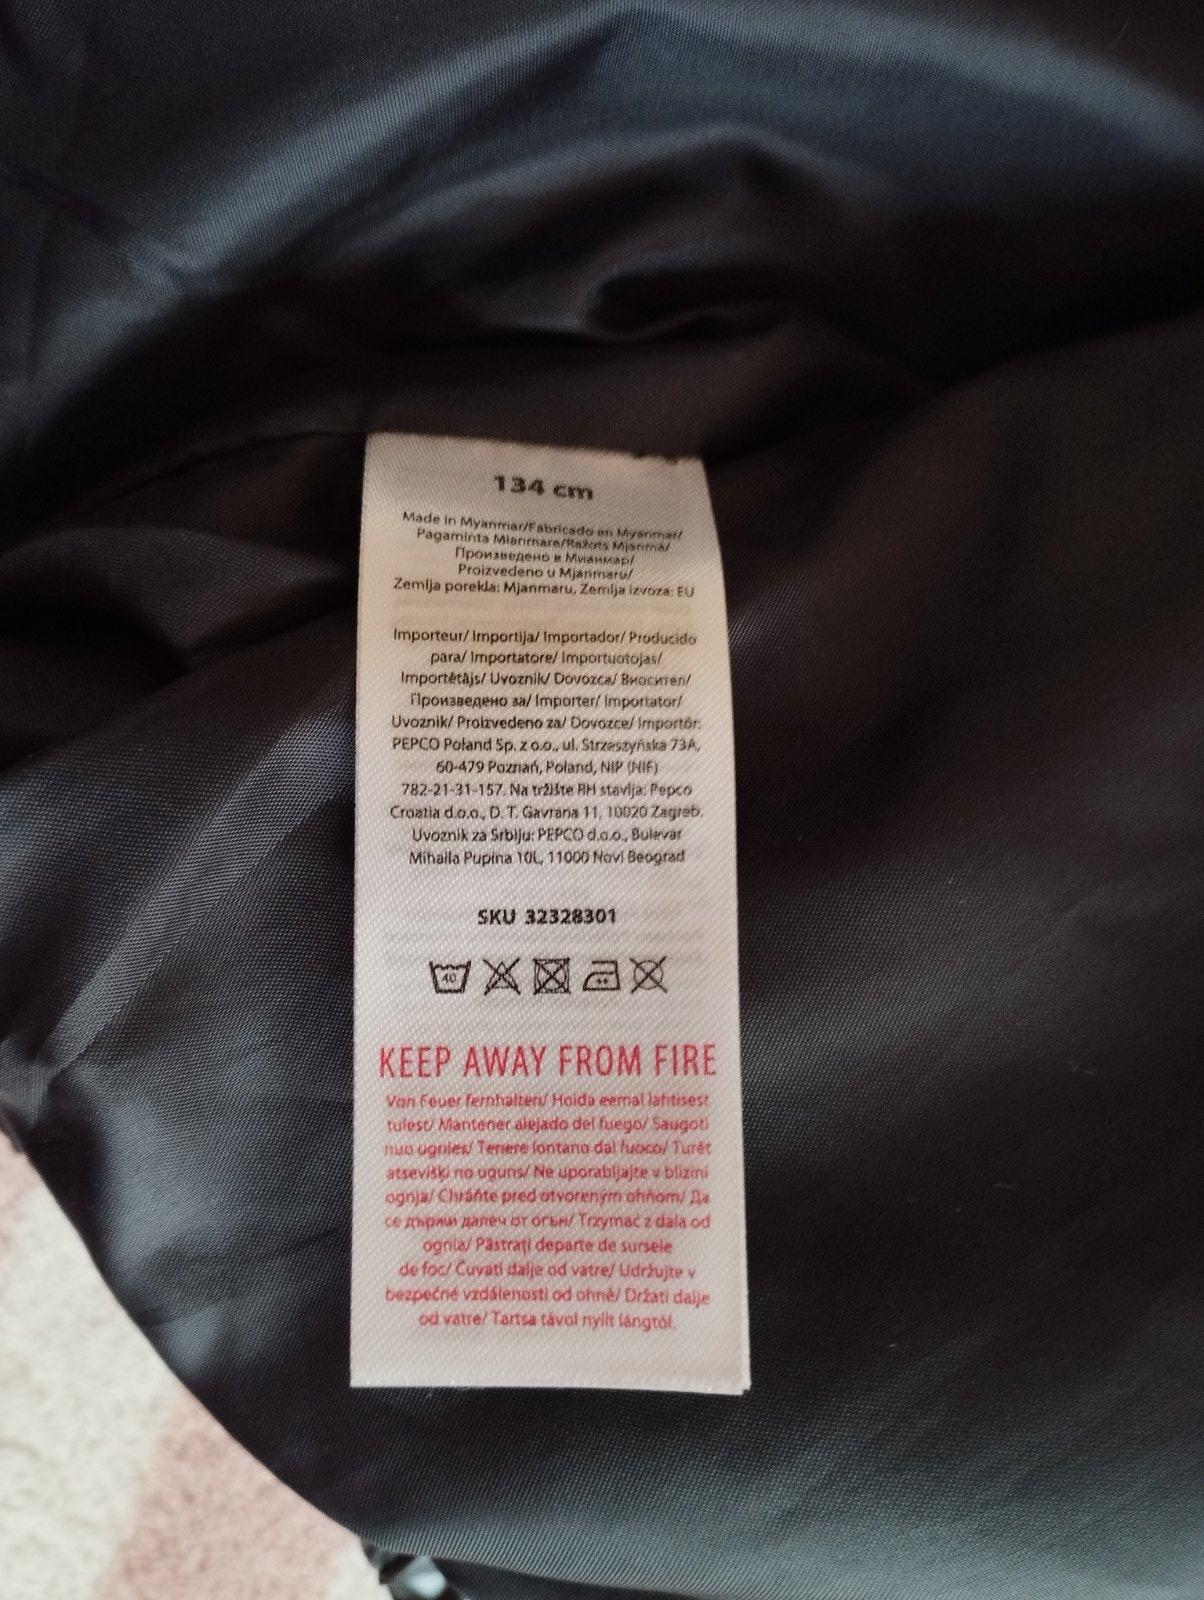 134 cm
Made in Myanmar/Fabricado en Myanmar/
Pagaminta Mianmare/Ražots Mjanmā/
Произведено в Мианмар/
Proizvedeno u Mjanmaru/
Zemlja porekla: Mjanmaru, Zemlja izvoza: EU
Importeur/ Importija/ Importador/ Producido
para/ Importatore/ Importuotojas/
Importētājs/ Uvoznik/ Dovozca/ Вносител/
Произведено за/ Importer/ Importator/
Uvoznik/ Proizvedeno za/ Dovozce/ Importőr:
PEPCO Poland Sp. z o.o., ul. Strzeszyńska 73A,
60-479 Poznań, Poland, NIP (NIF)
782-21-31-157. Na tržište RH stavlja: Pepco
Croatia d.o.o., D. T. Gavrana 11, 10020 Zagreb.
Uvoznik za Srbiju: PEPCO d.o.o., Bulevar
Mihaila Pupina 10L, 11000 Novi Beograd
SKU 32328301
40
KEEP AWAY FROM FIRE
Von Feuer fernhalten/ Hoida eemal lahtisest
tulest/ Mantener alejado del fuego/ Saugoti
nuo ugnies/ Tenere lontano dal fuoco/ Turēt
atsevišķi no uguns/ Ne uporabljajte v bližini
ognja/ Chráňte pred otvoreným ohňom/ Да
се държи далеч от огън/ Trzymać z dala od
ognia/ Păstrați departe de sursele
de foc/ Čuvati dalje od vatre/ Udržujte v
bezpečné vzdálenosti od ohně/ Držati dalje
od vatre/ Tartsa távol nyílt lángtól.